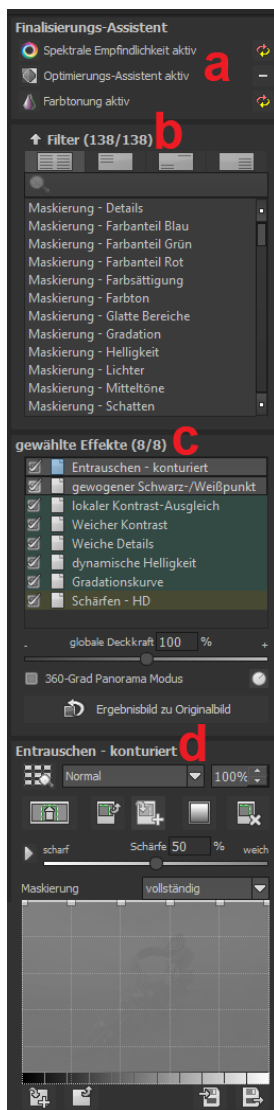 Finalisierungs-Assistent
Spektrale Empfindlichkeit aktiv
a
Optimierungs-Assistent aktiv
Farbtonung aktiv
b
Filter (138/138)
Maskierung - Details
Maskierung - Farbanteil Blau
Maskierung - Farbanteil Grün
Maskierung - Farbanteil Rot
Maskierung - Farbsättigung
Maskierung - Farbton
Maskierung - Glatte Bereiche
Maskierung - Gradation
Maskierung - Helligkeit
Maskierung - Lichter
Maskierung - Mitteltöne
Maskierung - Schatten
gewählte Effekte (8/8) c
Entrauschen - konturiert
gewogener Schwarz-/Weißpunkt
lokaler Kontrast-Ausgleich
Weicher Kontrast
Weiche Details
dynamische Helligkeit
Gradationskurve
Schärfen - HD
- globale Deckkraft 100 % +
360-Grad Panorama Modus
Ergebnisbild zu Originalbild
Entrauschen - konturiert d
Normal 100%
scharf Schärfe 50 % weich
Maskierung vollständig